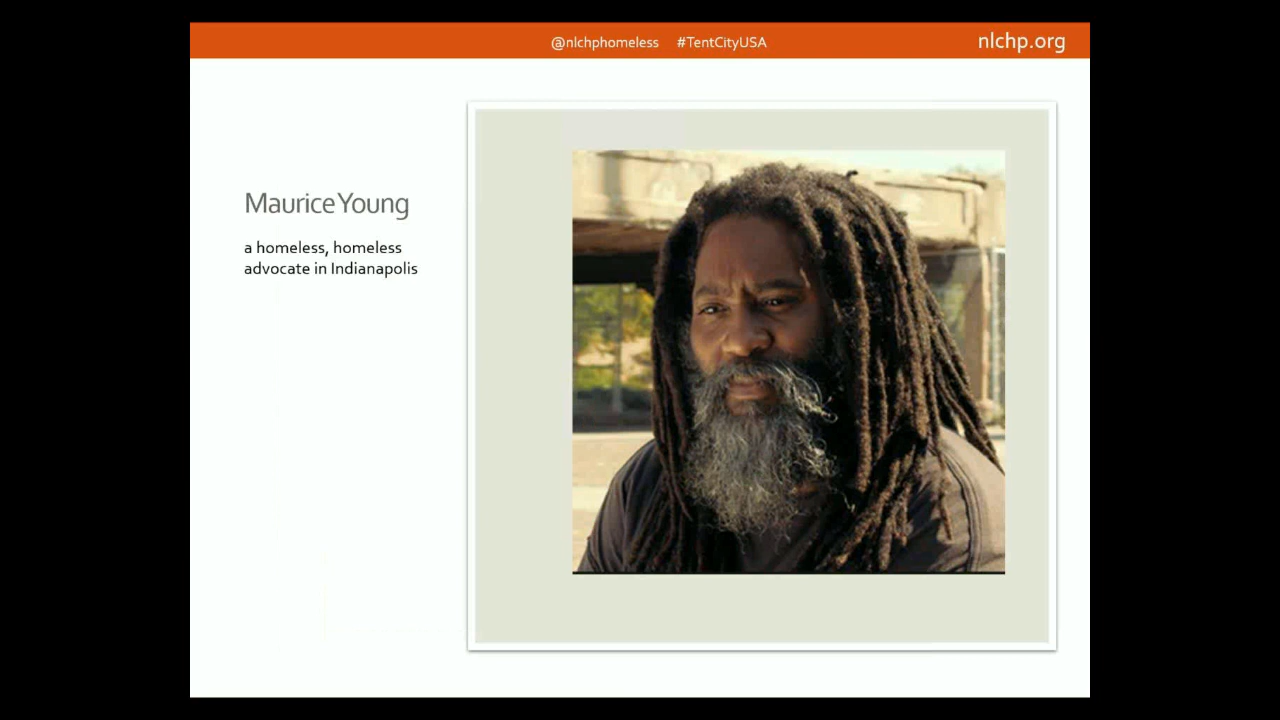 @nlchphomeless #TentCityUSA nlchp.org
Maurice Young
a homeless, homeless
advocate in Indianapolis